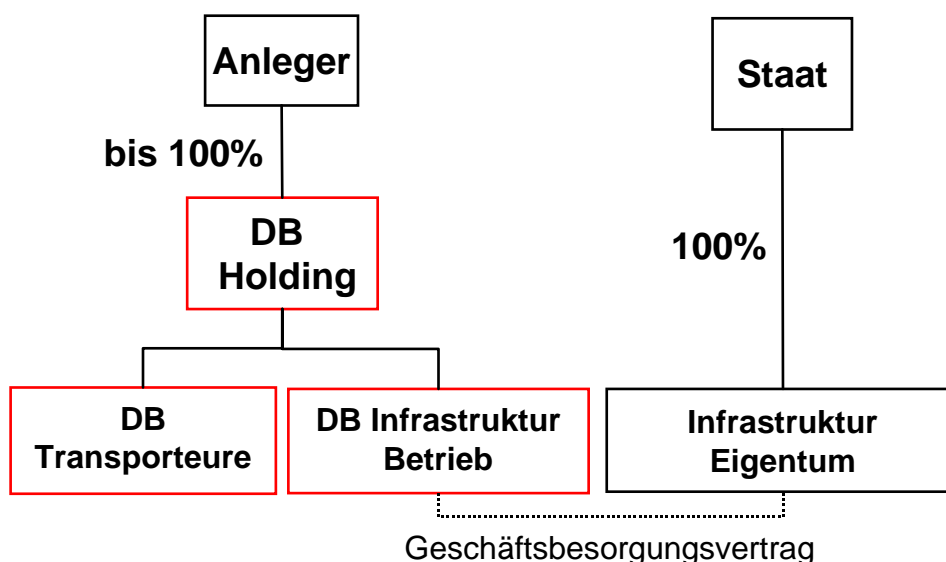 Anleger
Staat
bis 100%
DB
Holding
100%
DB
Transporteure
DB Infrastruktur
Betrieb
Infrastruktur
Eigentum
Geschäftsbesorgungsvertrag